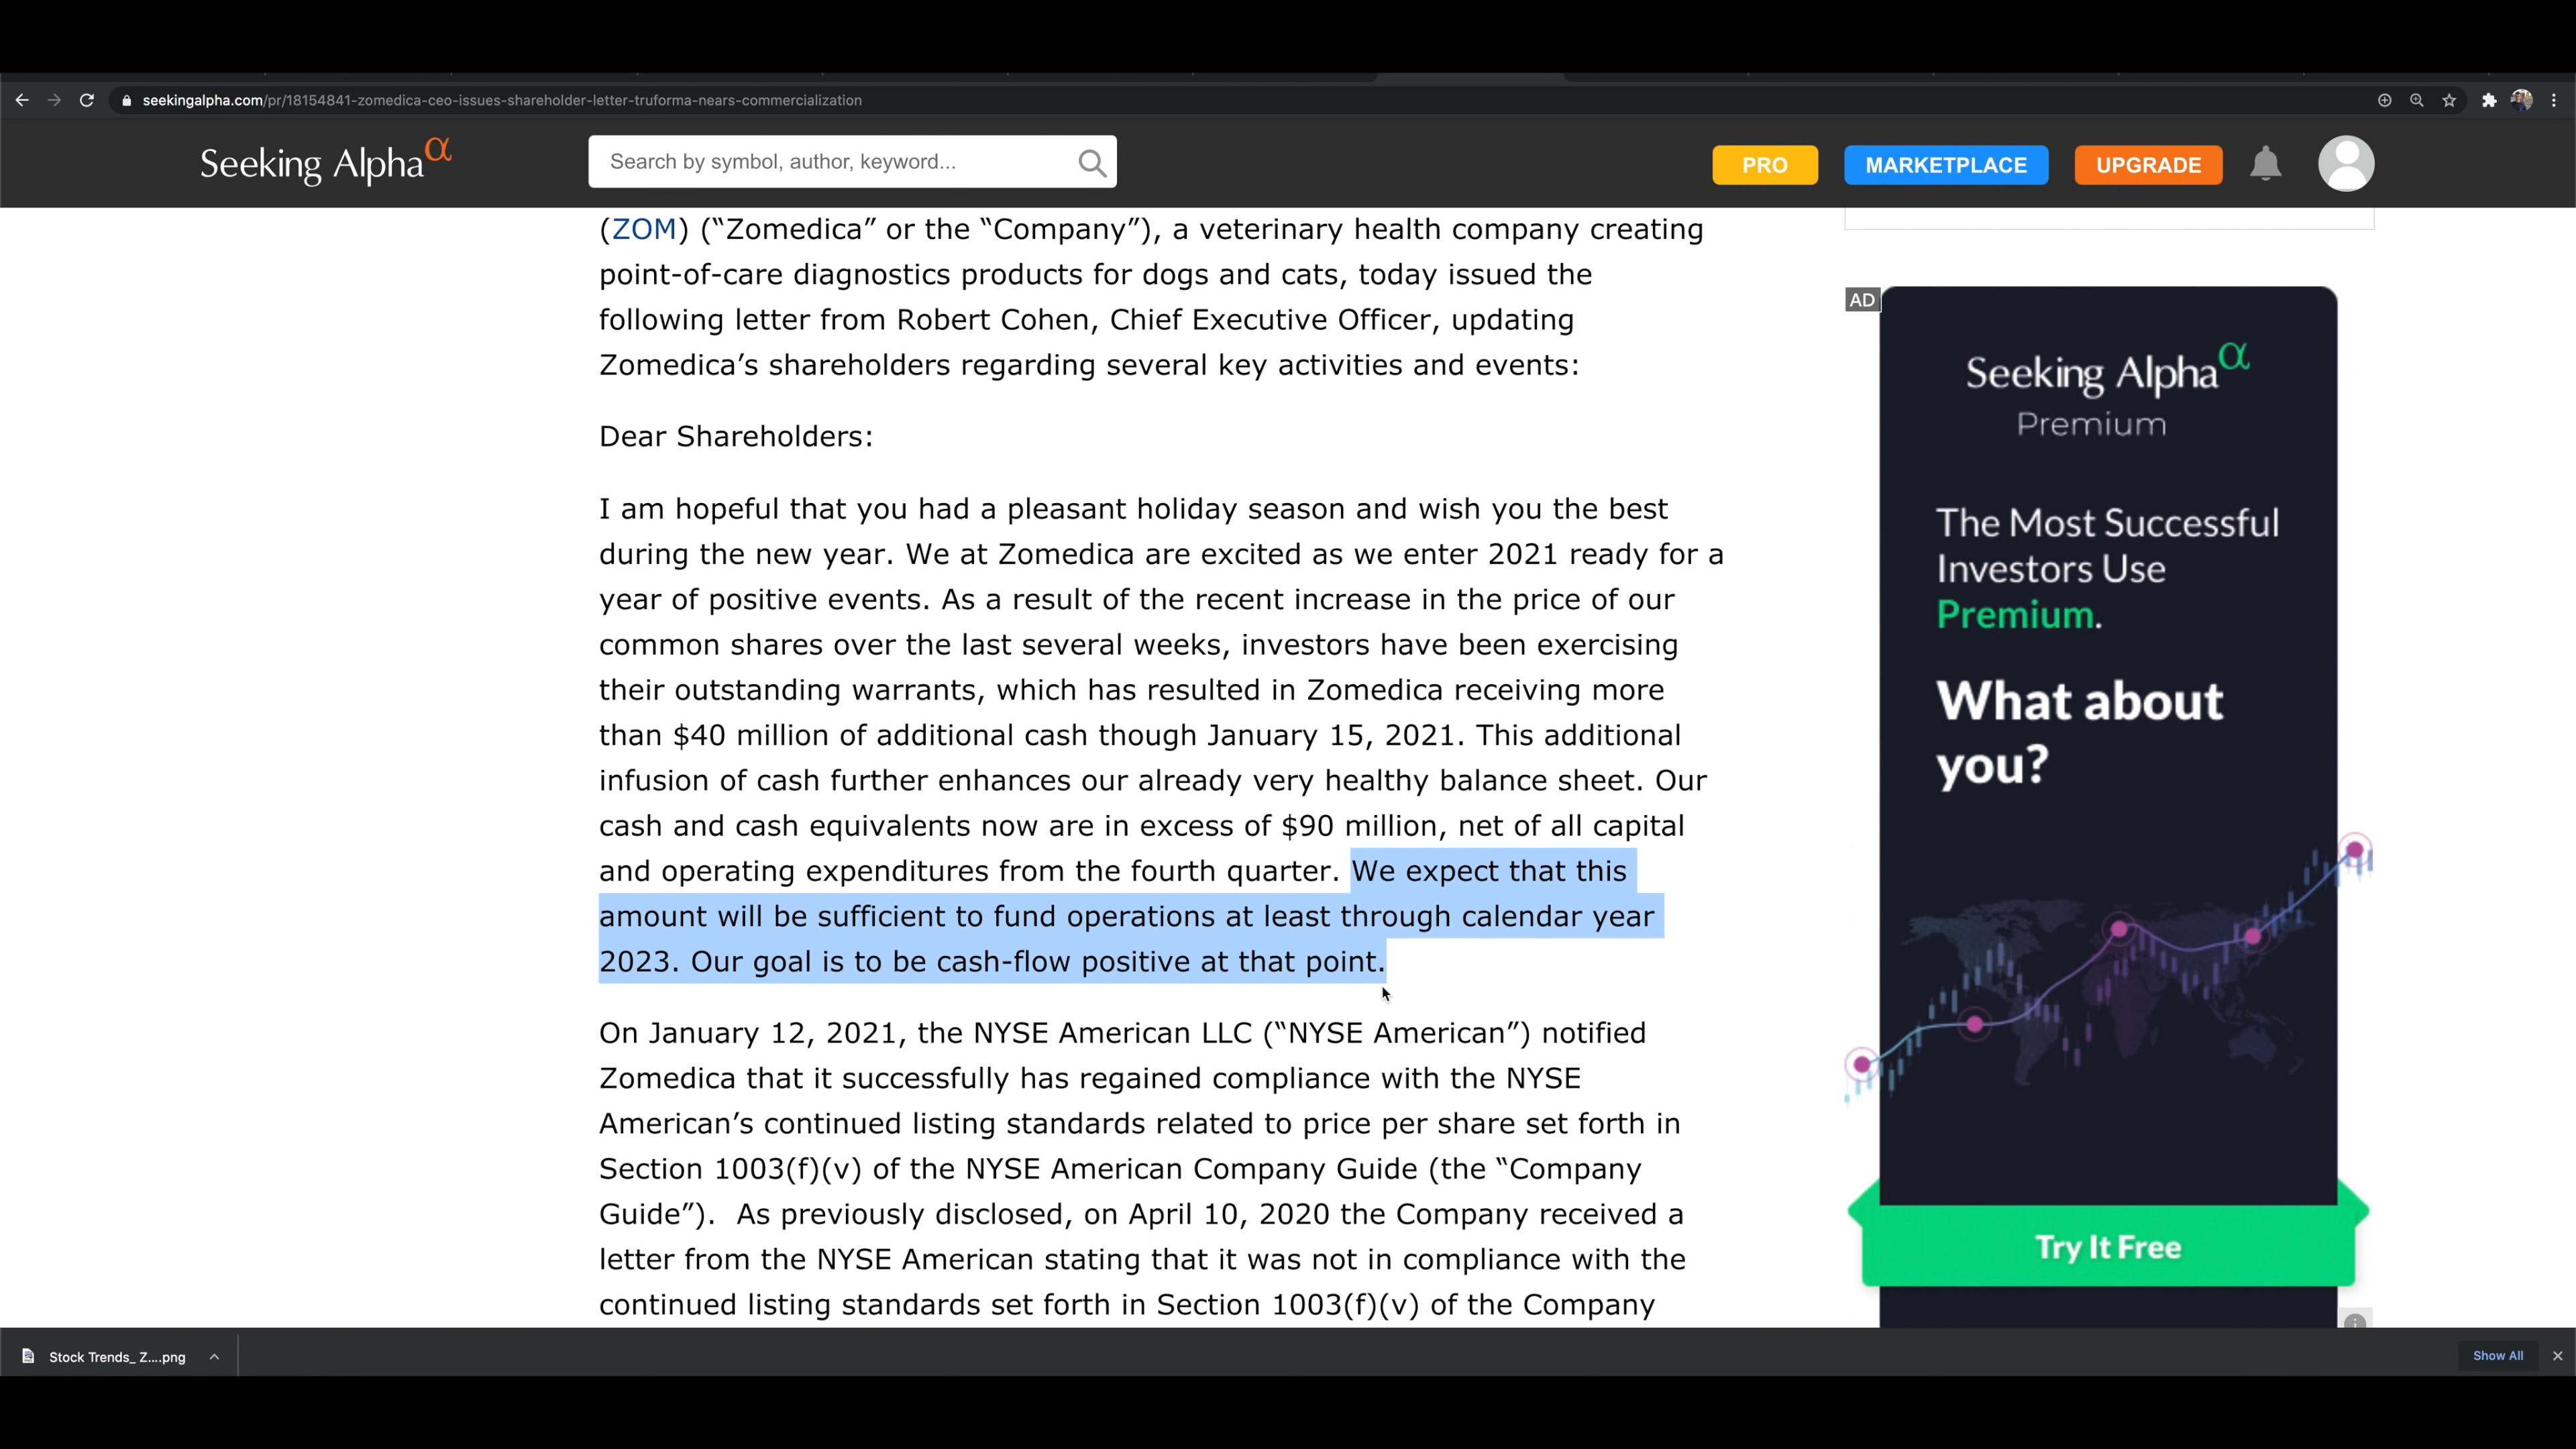 seekingalpha.com/pr/18154841-zomedica-ceo-issues-shareholder-letter-truforma-nears-commercialization
Seeking Alpha α
Search by symbol, author, keyword...
PRO
MARKETPLACE
UPGRADE
(ZOM) (“Zomedica” or the “Company”), a veterinary health company creating
point-of-care diagnostics products for dogs and cats, today issued the
following letter from Robert Cohen, Chief Executive Officer, updating
Zomedica’s shareholders regarding several key activities and events:
Dear Shareholders:
I am hopeful that you had a pleasant holiday season and wish you the best
during the new year. We at Zomedica are excited as we enter 2021 ready for a
year of positive events. As a result of the recent increase in the price of our
common shares over the last several weeks, investors have been exercising
their outstanding warrants, which has resulted in Zomedica receiving more
than $40 million of additional cash though January 15, 2021. This additional
infusion of cash further enhances our already very healthy balance sheet. Our
cash and cash equivalents now are in excess of $90 million, net of all capital
and operating expenditures from the fourth quarter. We expect that this
amount will be sufficient to fund operations at least through calendar year
2023. Our goal is to be cash-flow positive at that point.
On January 12, 2021, the NYSE American LLC (“NYSE American”) notified
Zomedica that it successfully has regained compliance with the NYSE
American’s continued listing standards related to price per share set forth in
Section 1003(f)(v) of the NYSE American Company Guide (the “Company
Guide”).  As previously disclosed, on April 10, 2020 the Company received a
letter from the NYSE American stating that it was not in compliance with the
continued listing standards set forth in Section 1003(f)(v) of the Company
AD
Seeking Alpha α
Premium
The Most Successful
Investors Use
Premium.
What about
you?
Try It Free
Stock Trends_ Z....png
Show All